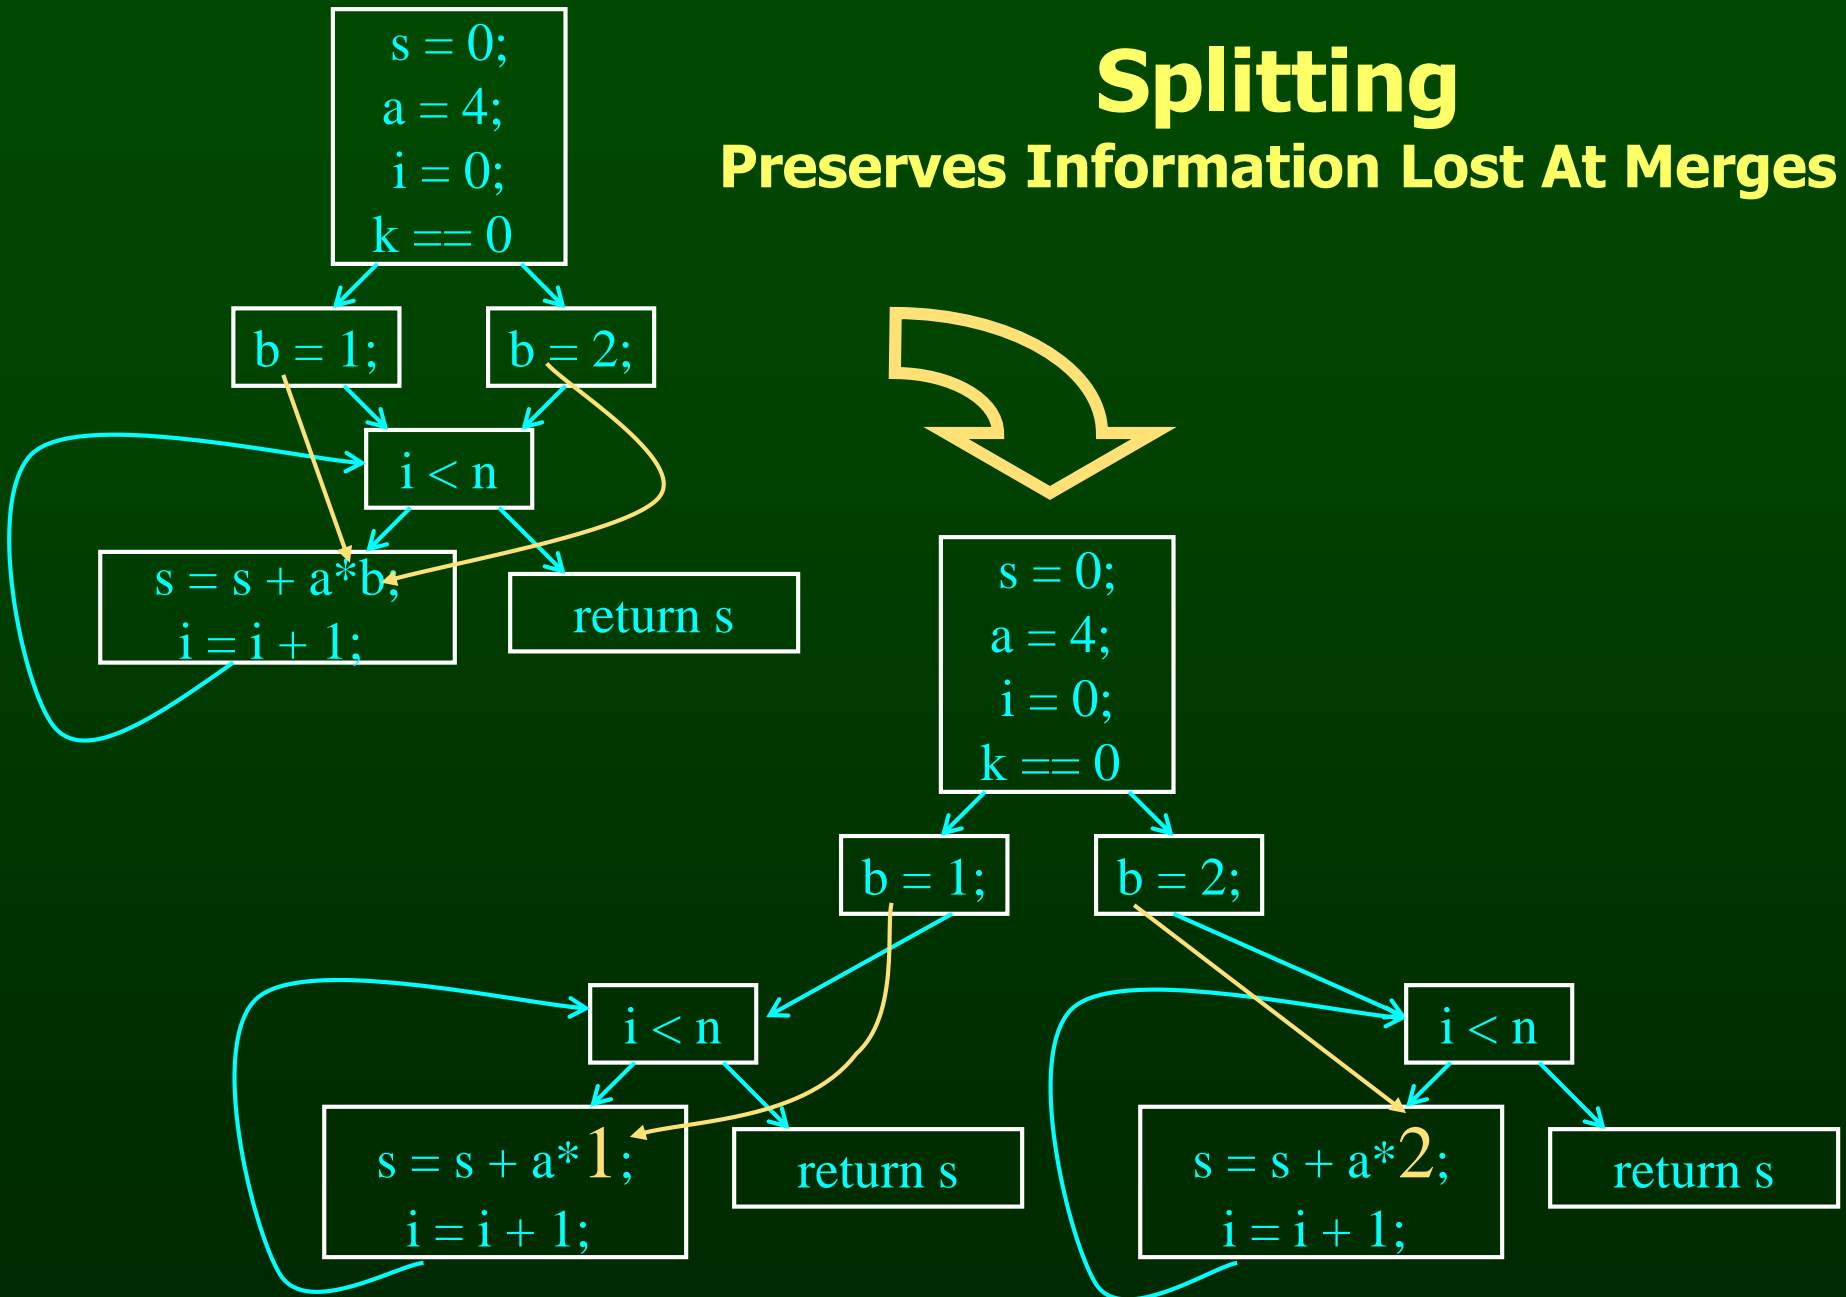 Splitting
Preserves Information Lost At Merges
s = 0;
a = 4;
i = 0;
k == 0
b = 1;
b = 2;
i < n
s = s + a*b;
i = i + 1;
return s
s = 0;
a = 4;
i = 0;
k == 0
b = 1;
b = 2;
i < n
s = s + a*1;
i = i + 1;
return s
i < n
s = s + a*2;
i = i + 1;
return s